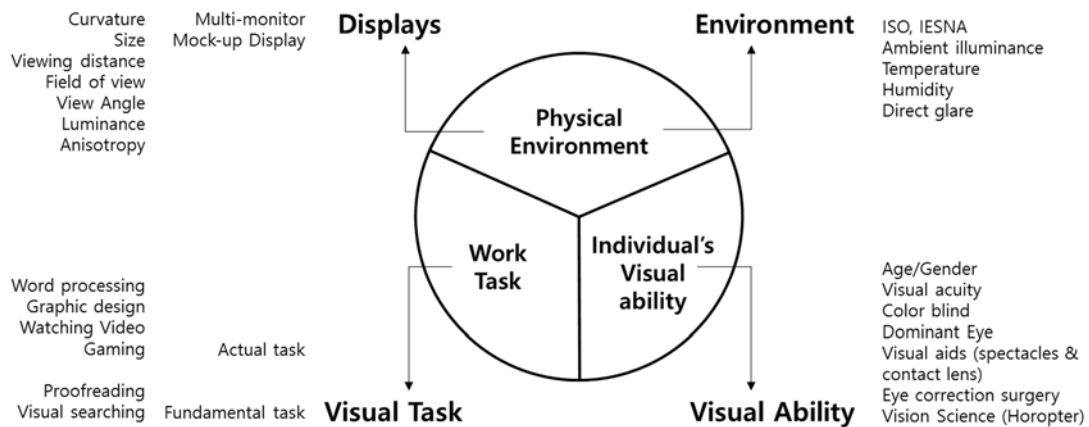 Curvature
Size
Viewing distance
Field of view
View Angle
Luminance
Anisotropy
Multi-monitor
Mock-up Display
Displays
Environment
ISO, IESNA
Ambient illuminance
Temperature
Humidity
Direct glare
Physical
Environment
Work
Task
Individual's
Visual
ability
Word processing
Graphic design
Watching Video
Gaming
Actual task
Proofreading
Visual searching
Fundamental task
Visual Task
Visual Ability
Age/Gender
Visual acuity
Color blind
Dominant Eye
Visual aids (spectacles &
contact lens)
Eye correction surgery
Vision Science (Horopter)